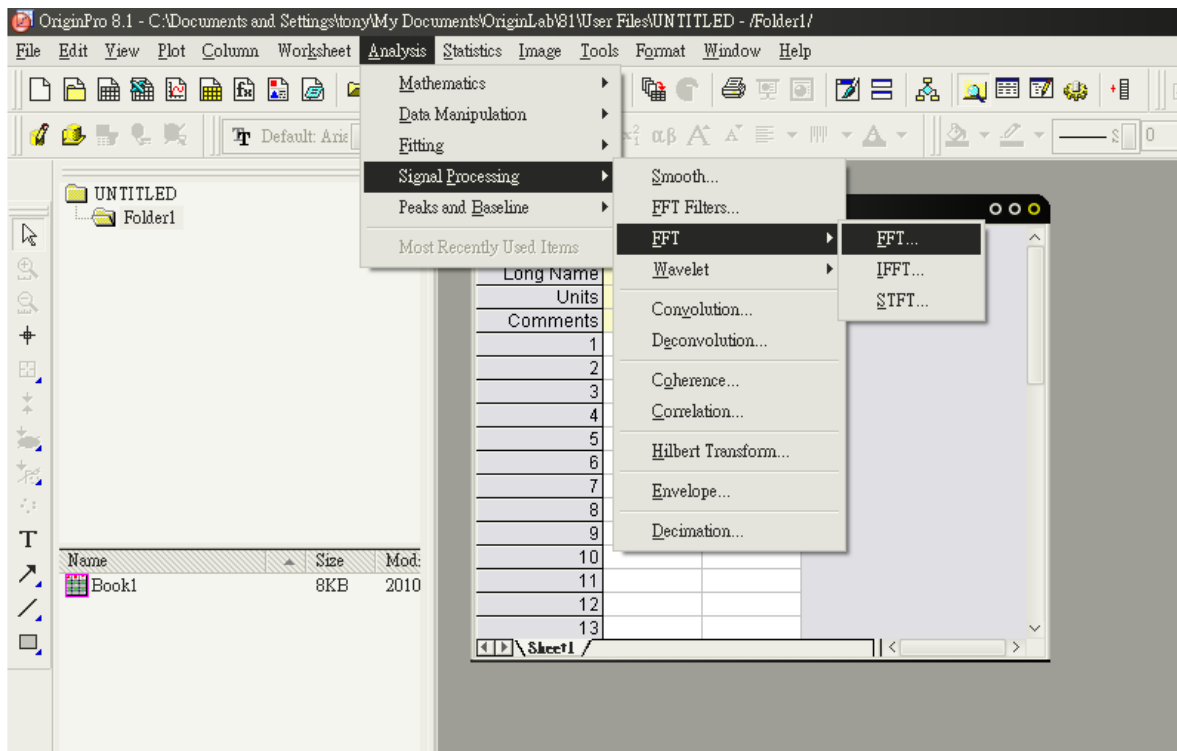 OriginPro 8.1 - C:\Documents and Settings\tony\My Documents\OriginLab\81\User Files\UNTITLED - /Folder1/
File Edit View Plot Column Worksheet Analysis Statistics Image Tools Format Window Help
Mathematics
Data Manipulation
Fitting
Signal Processing
Peaks and Baseline
Most Recently Used Items
Smooth...
FFT Filters...
FFT
Wavelet
Convolution...
Deconvolution...
Coherence...
Correlation...
Hilbert Transform...
Envelope...
Decimation...
FFT...
IFFT...
STFT...
Default: Arie
αβ
S 0
UNTITLED
Folder1
Long Name
Units
Comments
1
2
3
4
5
6
7
8
9
10
11
12
13
Sheet1
Name Size Mod:
Book1 8KB 2010